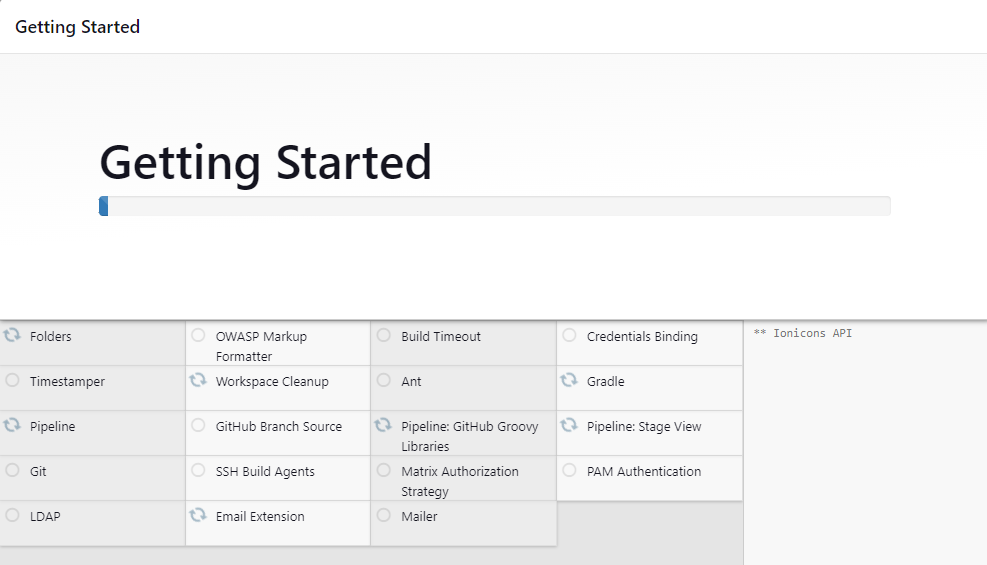 Getting Started
Getting Started
Folders
OWASP Markup
Formatter
Build Timeout
Credentials Binding
** Ionicons API
Timestamper
Workspace Cleanup
Ant
Gradle
Pipeline
GitHub Branch Source
Pipeline: GitHub Groovy
Libraries
Pipeline: Stage View
Git
SSH Build Agents
Matrix Authorization
Strategy
PAM Authentication
LDAP
Email Extension
Mailer